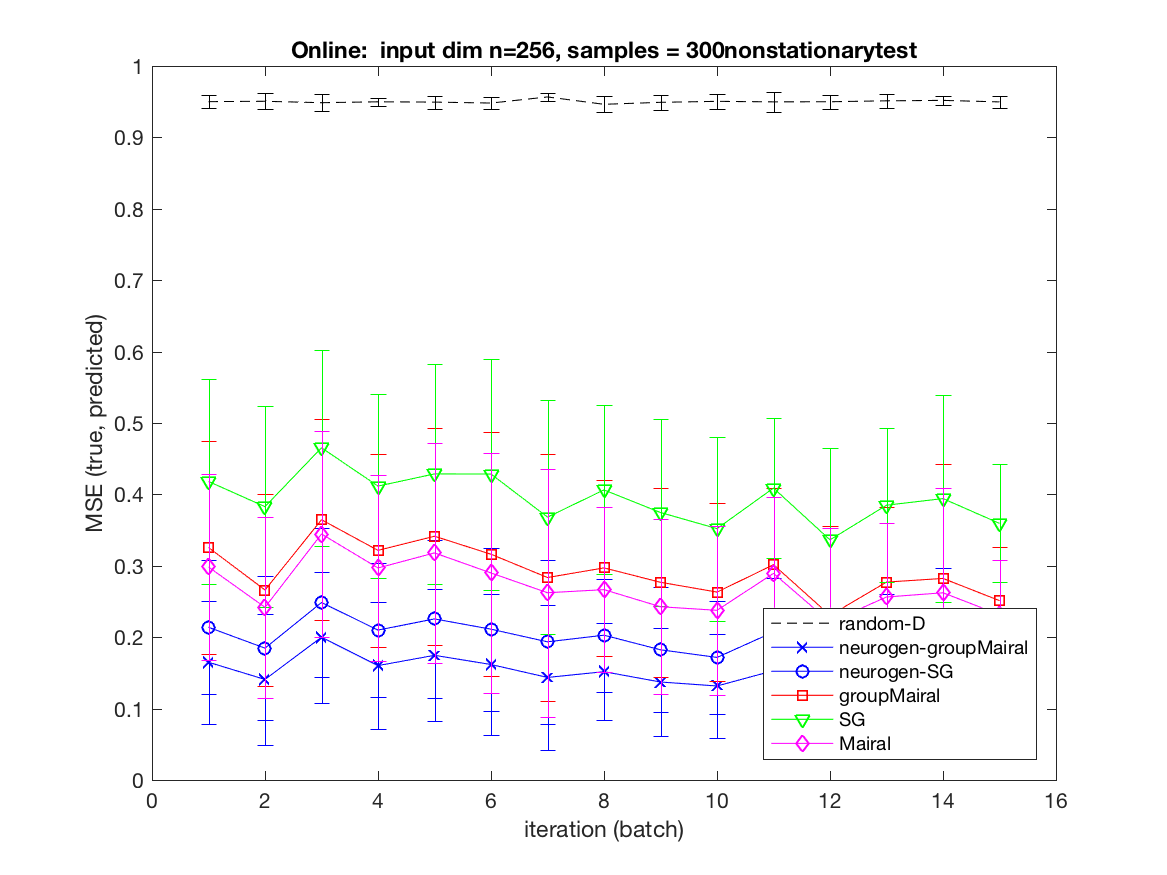 Online:  input dim n=256, samples = 300nonstationarytest
1
0.9
0.8
0.7
0.6
0.5
0.4
0.3
0.2
0.1
0
MSE (true, predicted)
random-D
neurogen-groupMairal
neurogen-SG
groupMairal
SG
Mairal
0 2 4 6 8 10 12 14 16
iteration (batch)